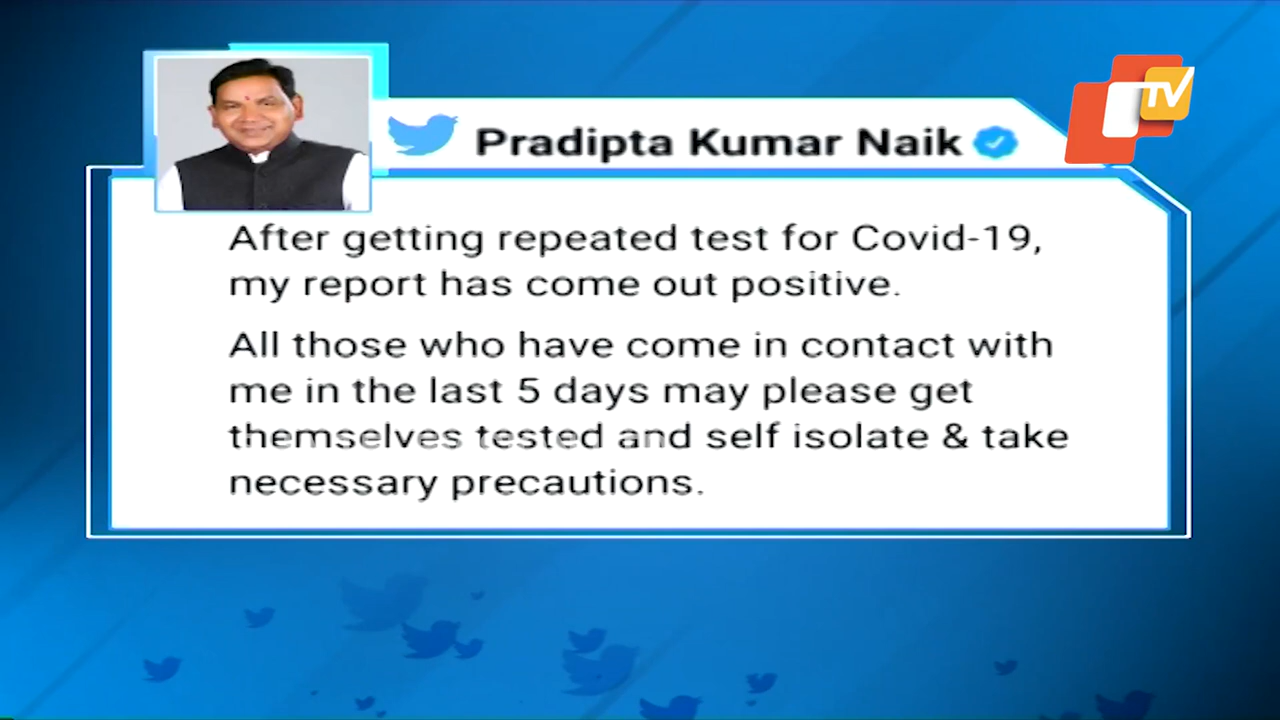 TV
Pradipta Kumar Naik
After getting repeated test for Covid-19,
my report has come out positive.
All those who have come in contact with
me in the last 5 days may please get
themselves tested and self isolate & take
necessary precautions.